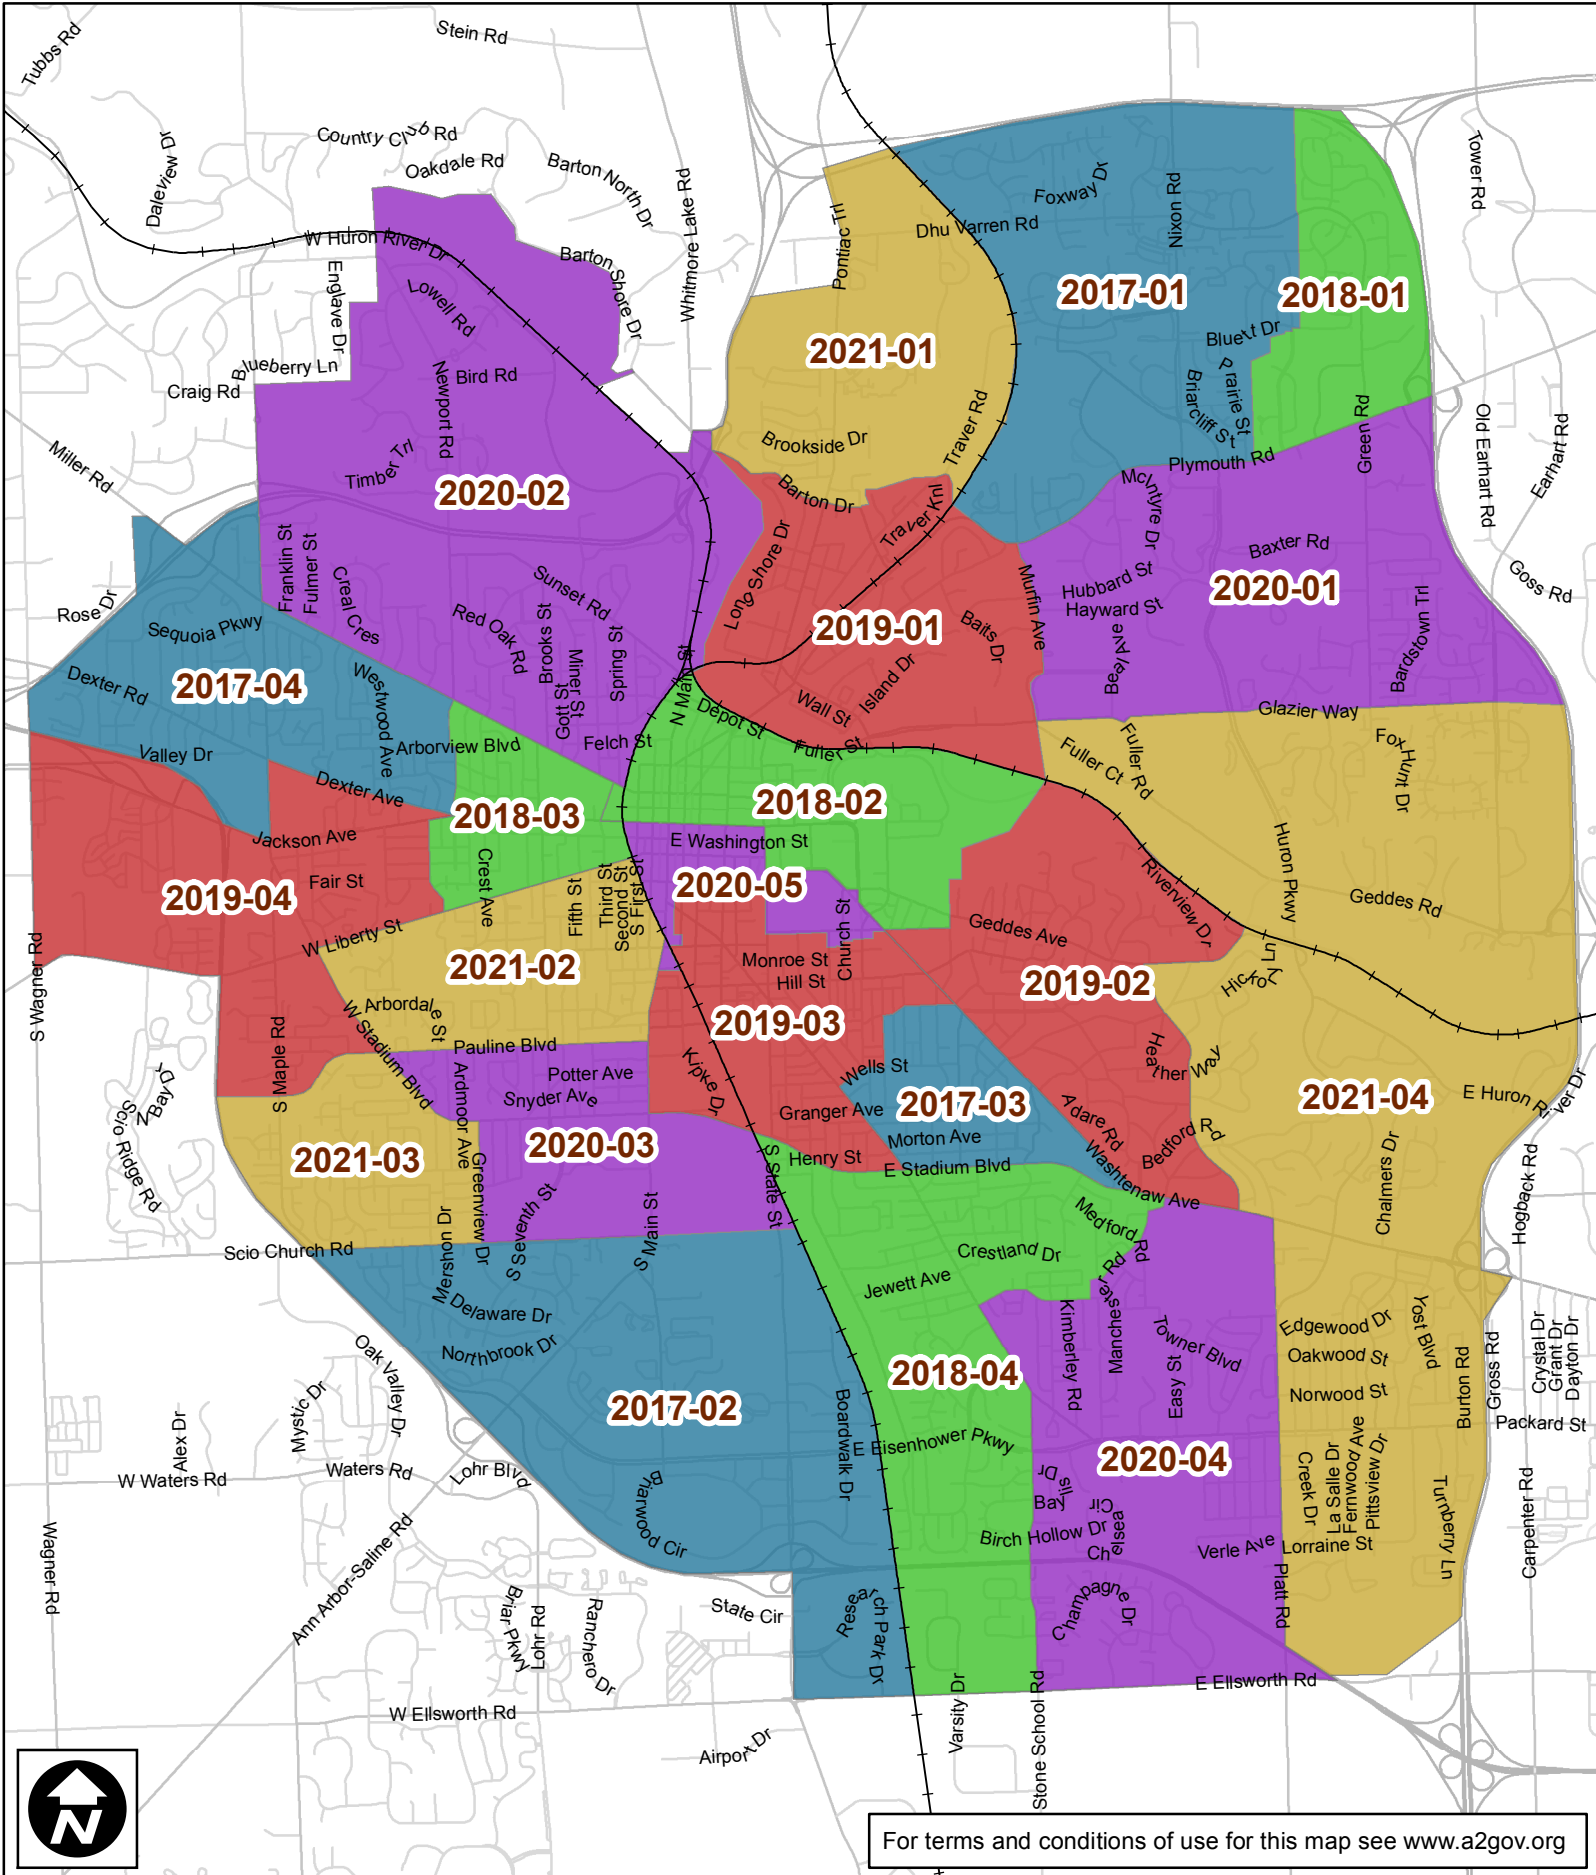 Tubbs Rd
Stein Rd
Daleview Dr
Country Club Rd
Oakdale Rd
Barton North Dr
Whitmore Lake Rd
Tower Rd
Foxway Dr
Nixon Rd
Pontiac Trl
Dhu Varren Rd
W Huron River Dr
Barton Shore Dr
Englave Dr
Lowell Rd
2017-01
2018-01
Bluett Dr
2021-01
Blueberry Ln
Craig Rd
Bird Rd
Newport Rd
Prairie St
Briarcliff St
Traver Rd
Green Rd
Old Earhart Rd
Earhart Rd
Brookside Dr
Miller Rd
Timber Trl
Plymouth Rd
McIntyre Dr
2020-02
Barton Dr
Traver Knl
Baxter Rd
Franklin St
Fulmer St
Creal Cres
Sunset Rd
Long Shore Dr
Murfin Ave
Hubbard St
Hayward St
2020-01
Goss Rd
Rose Dr
Sequoia Pkwy
Red Oak Rd
Brooks St
Miner St
Gott St
Spring St
2019-01
Baits Dr
Beal Ave
Bardstown Trl
Dexter Rd
2017-04
Westwood Ave
N Main St
Island Dr
Wall St
Depot St
Glazier Way
Valley Dr
Arborview Blvd
Felch St
Fuller St
Fuller Ct
Fuller Rd
Fox Hunt Dr
Dexter Ave
2018-03
2018-02
Jackson Ave
E Washington St
Huron Pkwy
Fair St
Crest Ave
2019-04
Fifth St
Third St
Second St
S First St
2020-05
Riverview Dr
Geddes Rd
Church St
Geddes Ave
W Liberty St
S Wagner Rd
2021-02
Monroe St
Hill St
2019-02
Hickory Ln
Arbordale St
W Stadium Blvd
2019-03
S Maple Rd
Pauline Blvd
Kipke Dr
Wells St
Heather Way
Ardmoor Ave
Potter Ave
Snyder Ave
Granger Ave
2017-03
Adare Rd
2021-04
E Huron River Dr
N Bay Dr
Scio Ridge Rd
2021-03
2020-03
Morton Ave
Bedford Rd
Henry St
E Stadium Blvd
Washtenaw Ave
Chalmers Dr
Hogback Rd
Greenview Dr
S Seventh St
S Main St
S State St
Medford Rd
Scio Church Rd
Mershon Dr
Crestland Dr
Jewett Ave
Manchester Rd
Kimberley Rd
Delaware Dr
Northbrook Dr
Towner Blvd
Easy St
Edgewood Dr
Oakwood St
Norwood St
Yost Blvd
Burton Rd
Gross Rd
Crystal Dr
Grant Dr
Dayton Dr
Oak Valley Dr
Mystic Dr
2018-04
2017-02
Boardwalk Dr
Alex Dr
Packard St
E Eisenhower Pkwy
2020-04
W Waters Rd
Waters Rd
Lohr Blvd
Creek Dr
La Salle Dr
Fernwood Ave
Pittsview Dr
Turnberry Ln
Carpenter Rd
Briarwood Cir
Birch Hollow Dr
Chelsea Cir
Verle Ave
Lorraine St
Wagner Rd
Ann Arbor-Saline Rd
Platt Rd
Champagne Dr
Briar Pkwy
Lohr Rd
Ranchero Dr
State Cir
Research Park Dr
E Ellsworth Rd
W Ellsworth Rd
Varsity Dr
Stone School Rd
Airport Dr
N
For terms and conditions of use for this map see www.a2gov.org